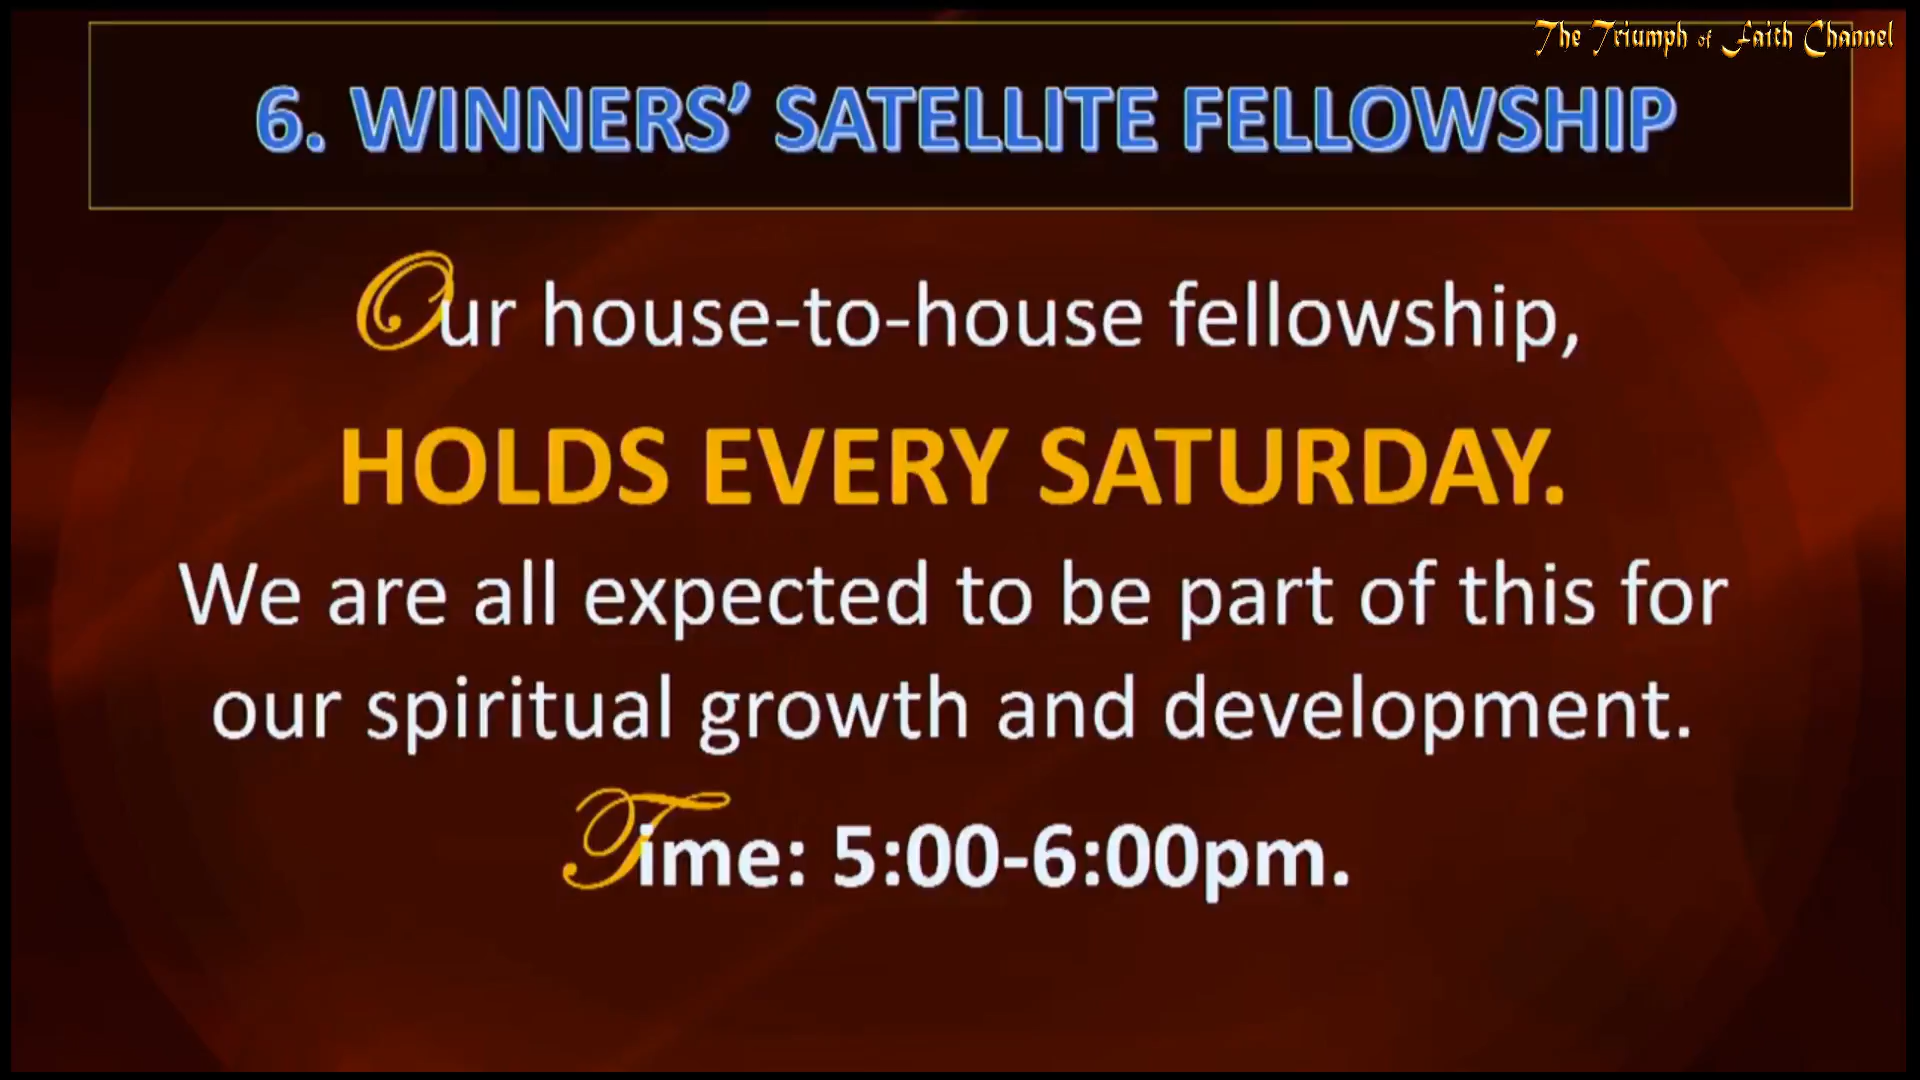 The Triumph of Faith Channel
6. WINNERS’ SATELLITE FELLOWSHIP
Our house-to-house fellowship,
HOLDS EVERY SATURDAY.
We are all expected to be part of this for
our spiritual growth and development.
Time: 5:00-6:00pm.